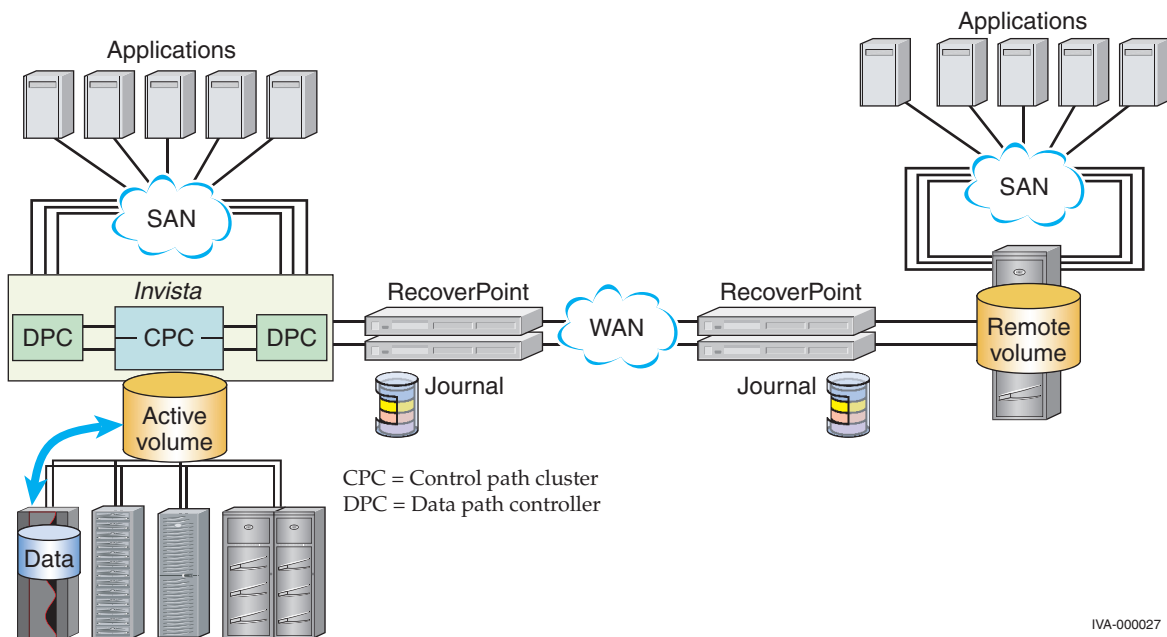 Applications
Applications
SAN
SAN
Invista
DPC
CPC
DPC
RecoverPoint
WAN
RecoverPoint
Remote
volume
Journal
Journal
Active
volume
CPC = Control path cluster
DPC = Data path controller
Data
IVA-000027